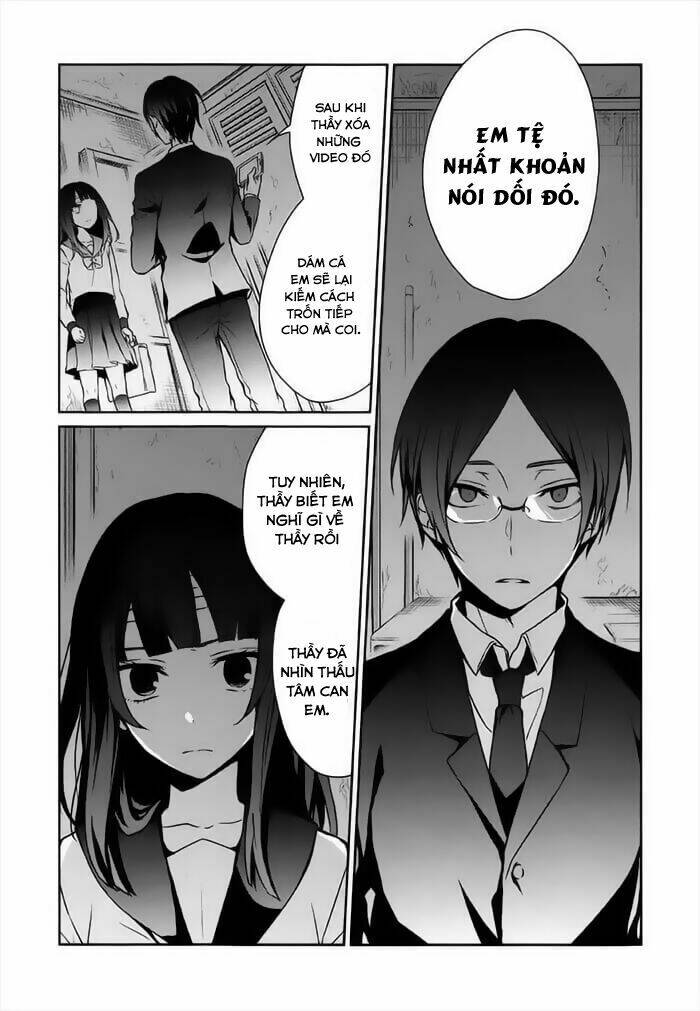 EM TỆ
NHẤT KHOẢN
NÓI DỐI ĐÓ.
SAU KHI
THẦY XÓA
NHỮNG
VIDEO ĐÓ
DÁM CÁ
EM SẼ LẠI
KIẾM CÁCH
TRỐN TIẾP
CHO MÀ COI.
TUY NHIÊN,
THẦY BIẾT EM
NGHĨ GÌ VỀ
THẦY RỒI
THẦY ĐÃ
NHÌN THẤU
TÂM CAN
EM.